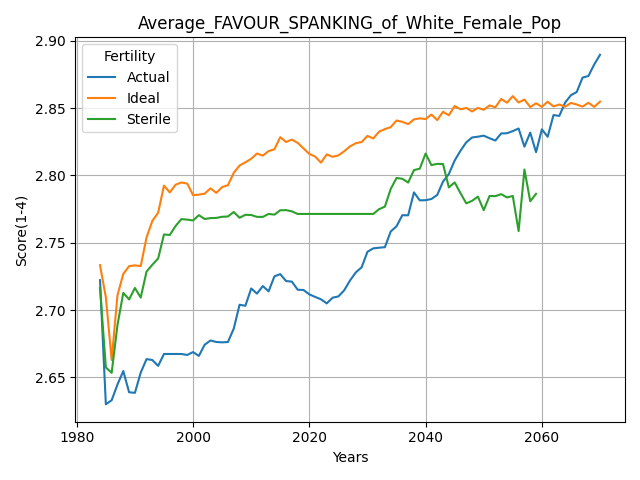 Average_FAVOUR_SPANKING_of_White_Female_Pop
Fertility
Actual
Ideal
Sterile
Score(1-4)
2.90
2.85
2.80
2.75
2.70
2.65
1980 2000 2020 2040 2060
Years